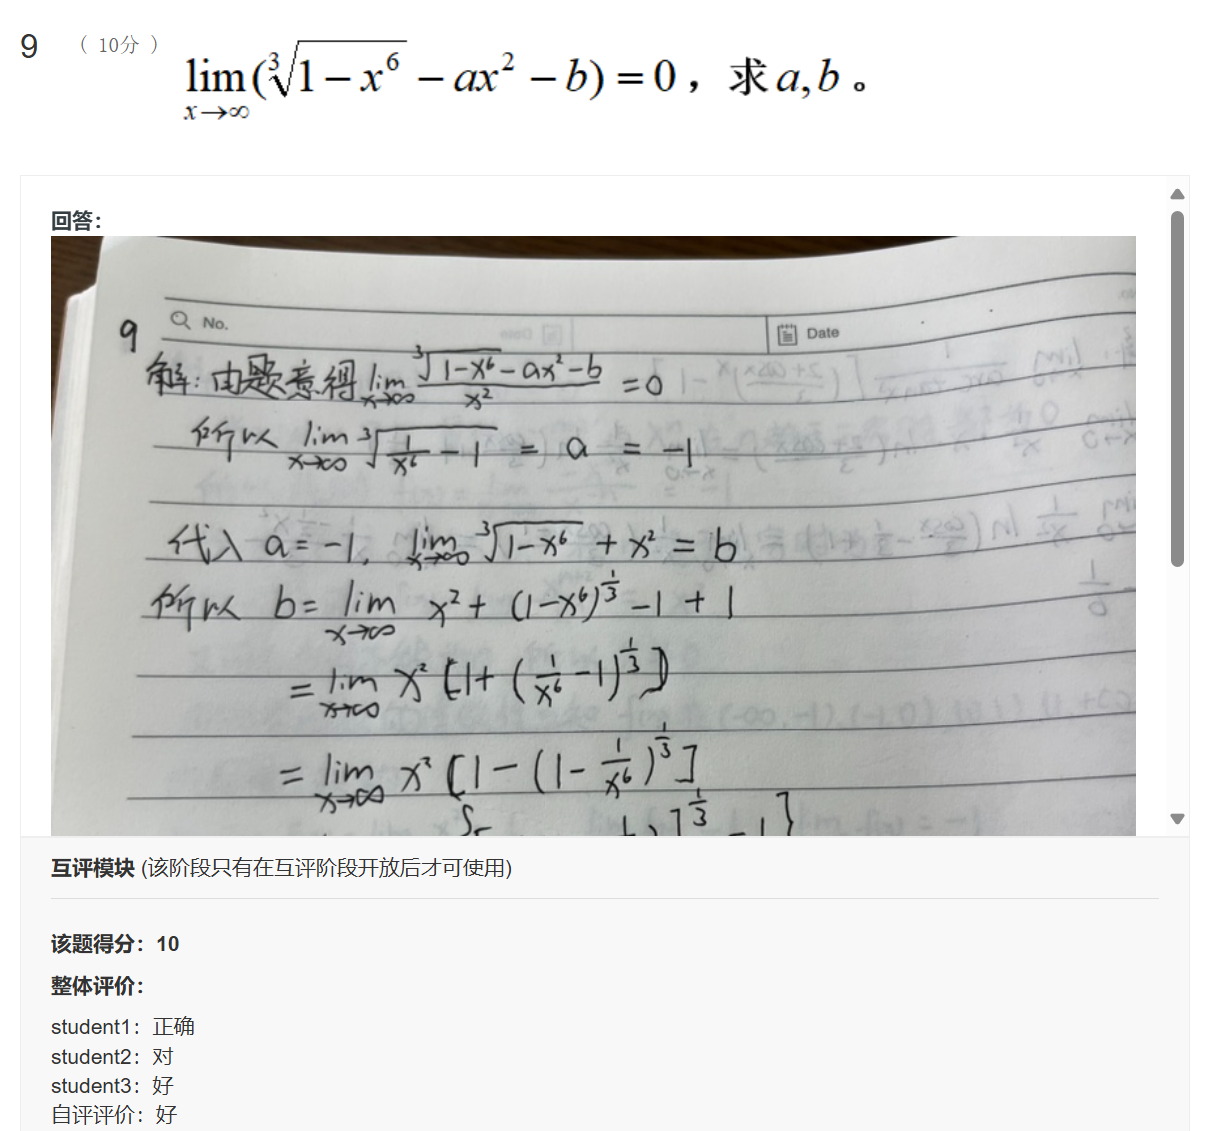 9 （ 10分 ）
lim(∛(1−x⁶) − ax² − b) = 0，求a,b。
x→∞
回答：
No.
Date
9
解：由题意得 lim x→∞ (∛(1-x⁶) - ax² - b)/x² = 0
所以 lim x→∞ ∛(1/x⁶ - 1) = a = -1
代入 a=-1, lim x→∞ ∛(1-x⁶) + x² = b
所以 b = lim x→∞ x² + (1-x⁶)^(1/3) - 1 + 1
= lim x→∞ x² [1+ (1/x⁶ - 1)^(1/3)]
= lim x→∞ x² [1 - (1 - 1/x⁶)^(1/3)]
互评模块 (该阶段只有在互评阶段开放后才可使用)
该题得分：10
整体评价：
student1：正确
student2：对
student3：好
自评评价：好